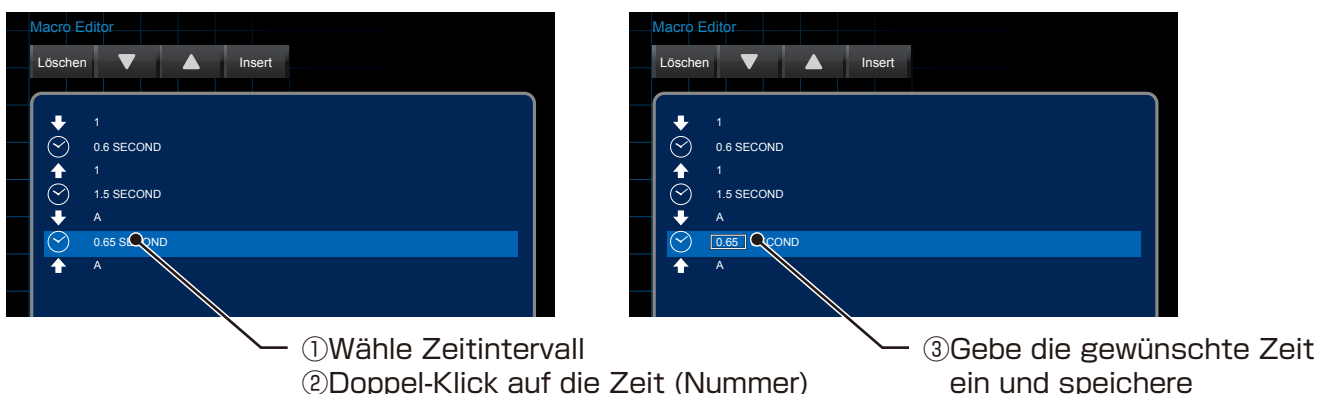 Macro Editor
Löschen Insert
1
0.6 SECOND
1
1.5 SECOND
A
0.65 SECOND
A
①Wähle Zeitintervall
②Doppel-Klick auf die Zeit (Nummer)
Macro Editor
Löschen Insert
1
0.6 SECOND
1
1.5 SECOND
A
0.65 SECOND
A
③Gebe die gewünschte Zeit
ein und speichere